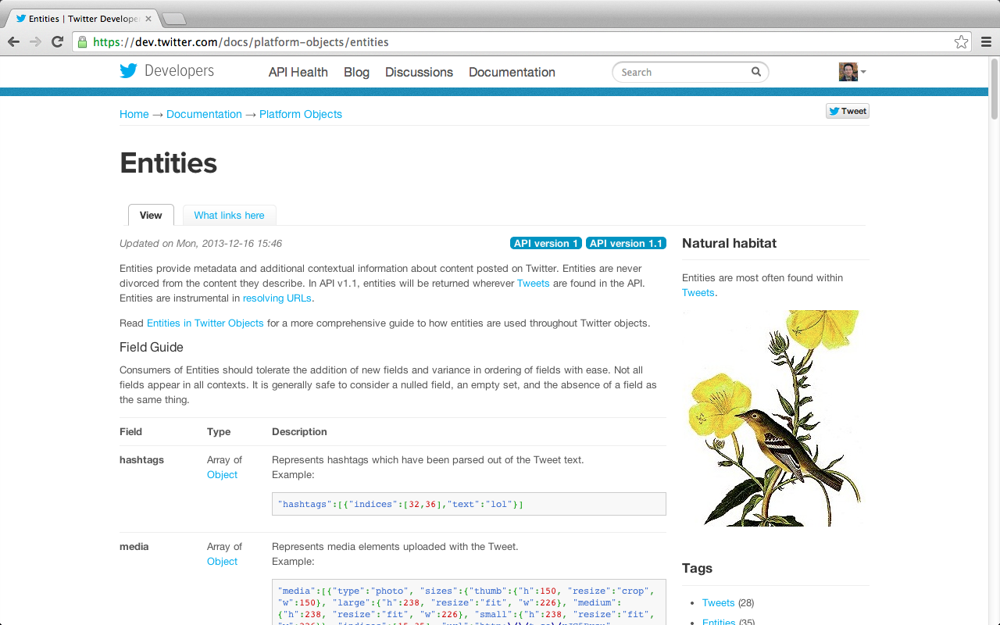 Entities | Twitter Developer
https://dev.twitter.com/docs/platform-objects/entities
Developers
API Health
Blog
Discussions
Documentation
Search
Home → Documentation → Platform Objects
Tweet
Entities
View
What links here
Updated on Mon, 2013-12-16 15:46
API version 1
API version 1.1
Entities provide metadata and additional contextual information about content posted on Twitter. Entities are never
divorced from the content they describe. In API v1.1, entities will be returned wherever Tweets are found in the API.
Entities are instrumental in resolving URLs.
Read Entities in Twitter Objects for a more comprehensive guide to how entities are used throughout Twitter objects.
Field Guide
Consumers of Entities should tolerate the addition of new fields and variance in ordering of fields with ease. Not all
fields appear in all contexts. It is generally safe to consider a nulled field, an empty set, and the absence of a field as
the same thing.
Field Type Description
hashtags
Array of
Object
Represents hashtags which have been parsed out of the Tweet text.
Example:
"hashtags":[{"indices":[32,36],"text":"lol"}]
media
Array of
Object
Represents media elements uploaded with the Tweet.
Example:
"media":[{"type":"photo", "sizes":{"thumb":{"h":150, "resize":"crop",
"w":150}, "large":{"h":238, "resize":"fit", "w":226}, "medium":
{"h":238, "resize":"fit", "w":226}, "small":{"h":238, "resize":"fit",
Natural habitat
Entities are most often found within
Tweets.
Tags
Tweets (28)
Entities (35)